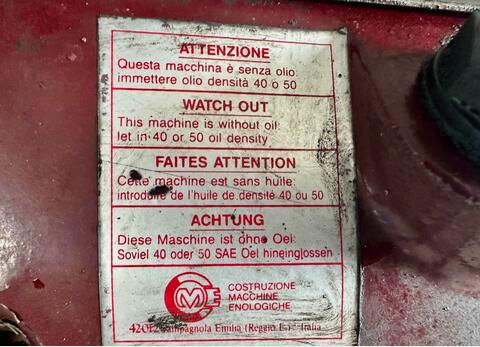 ATTENZIONE
Questa macchina è senza olio:
immettere olio densità 40 o 50
WATCH OUT
This machine is without oil:
let in 40 or 50 oil density
FAITES ATTENTION
Cette machine est sans huile:
introduire de l'huile de densité 40 ou 50
ACHTUNG
Diese Maschine ist ohne Oel:
Soviel 40 oder 50 SAE Oel hineinglossen
CME
COSTRUZIONE
MACCHINE
ENOLOGICHE
42012 Campagnola Emilia (Reggio E.) Italia